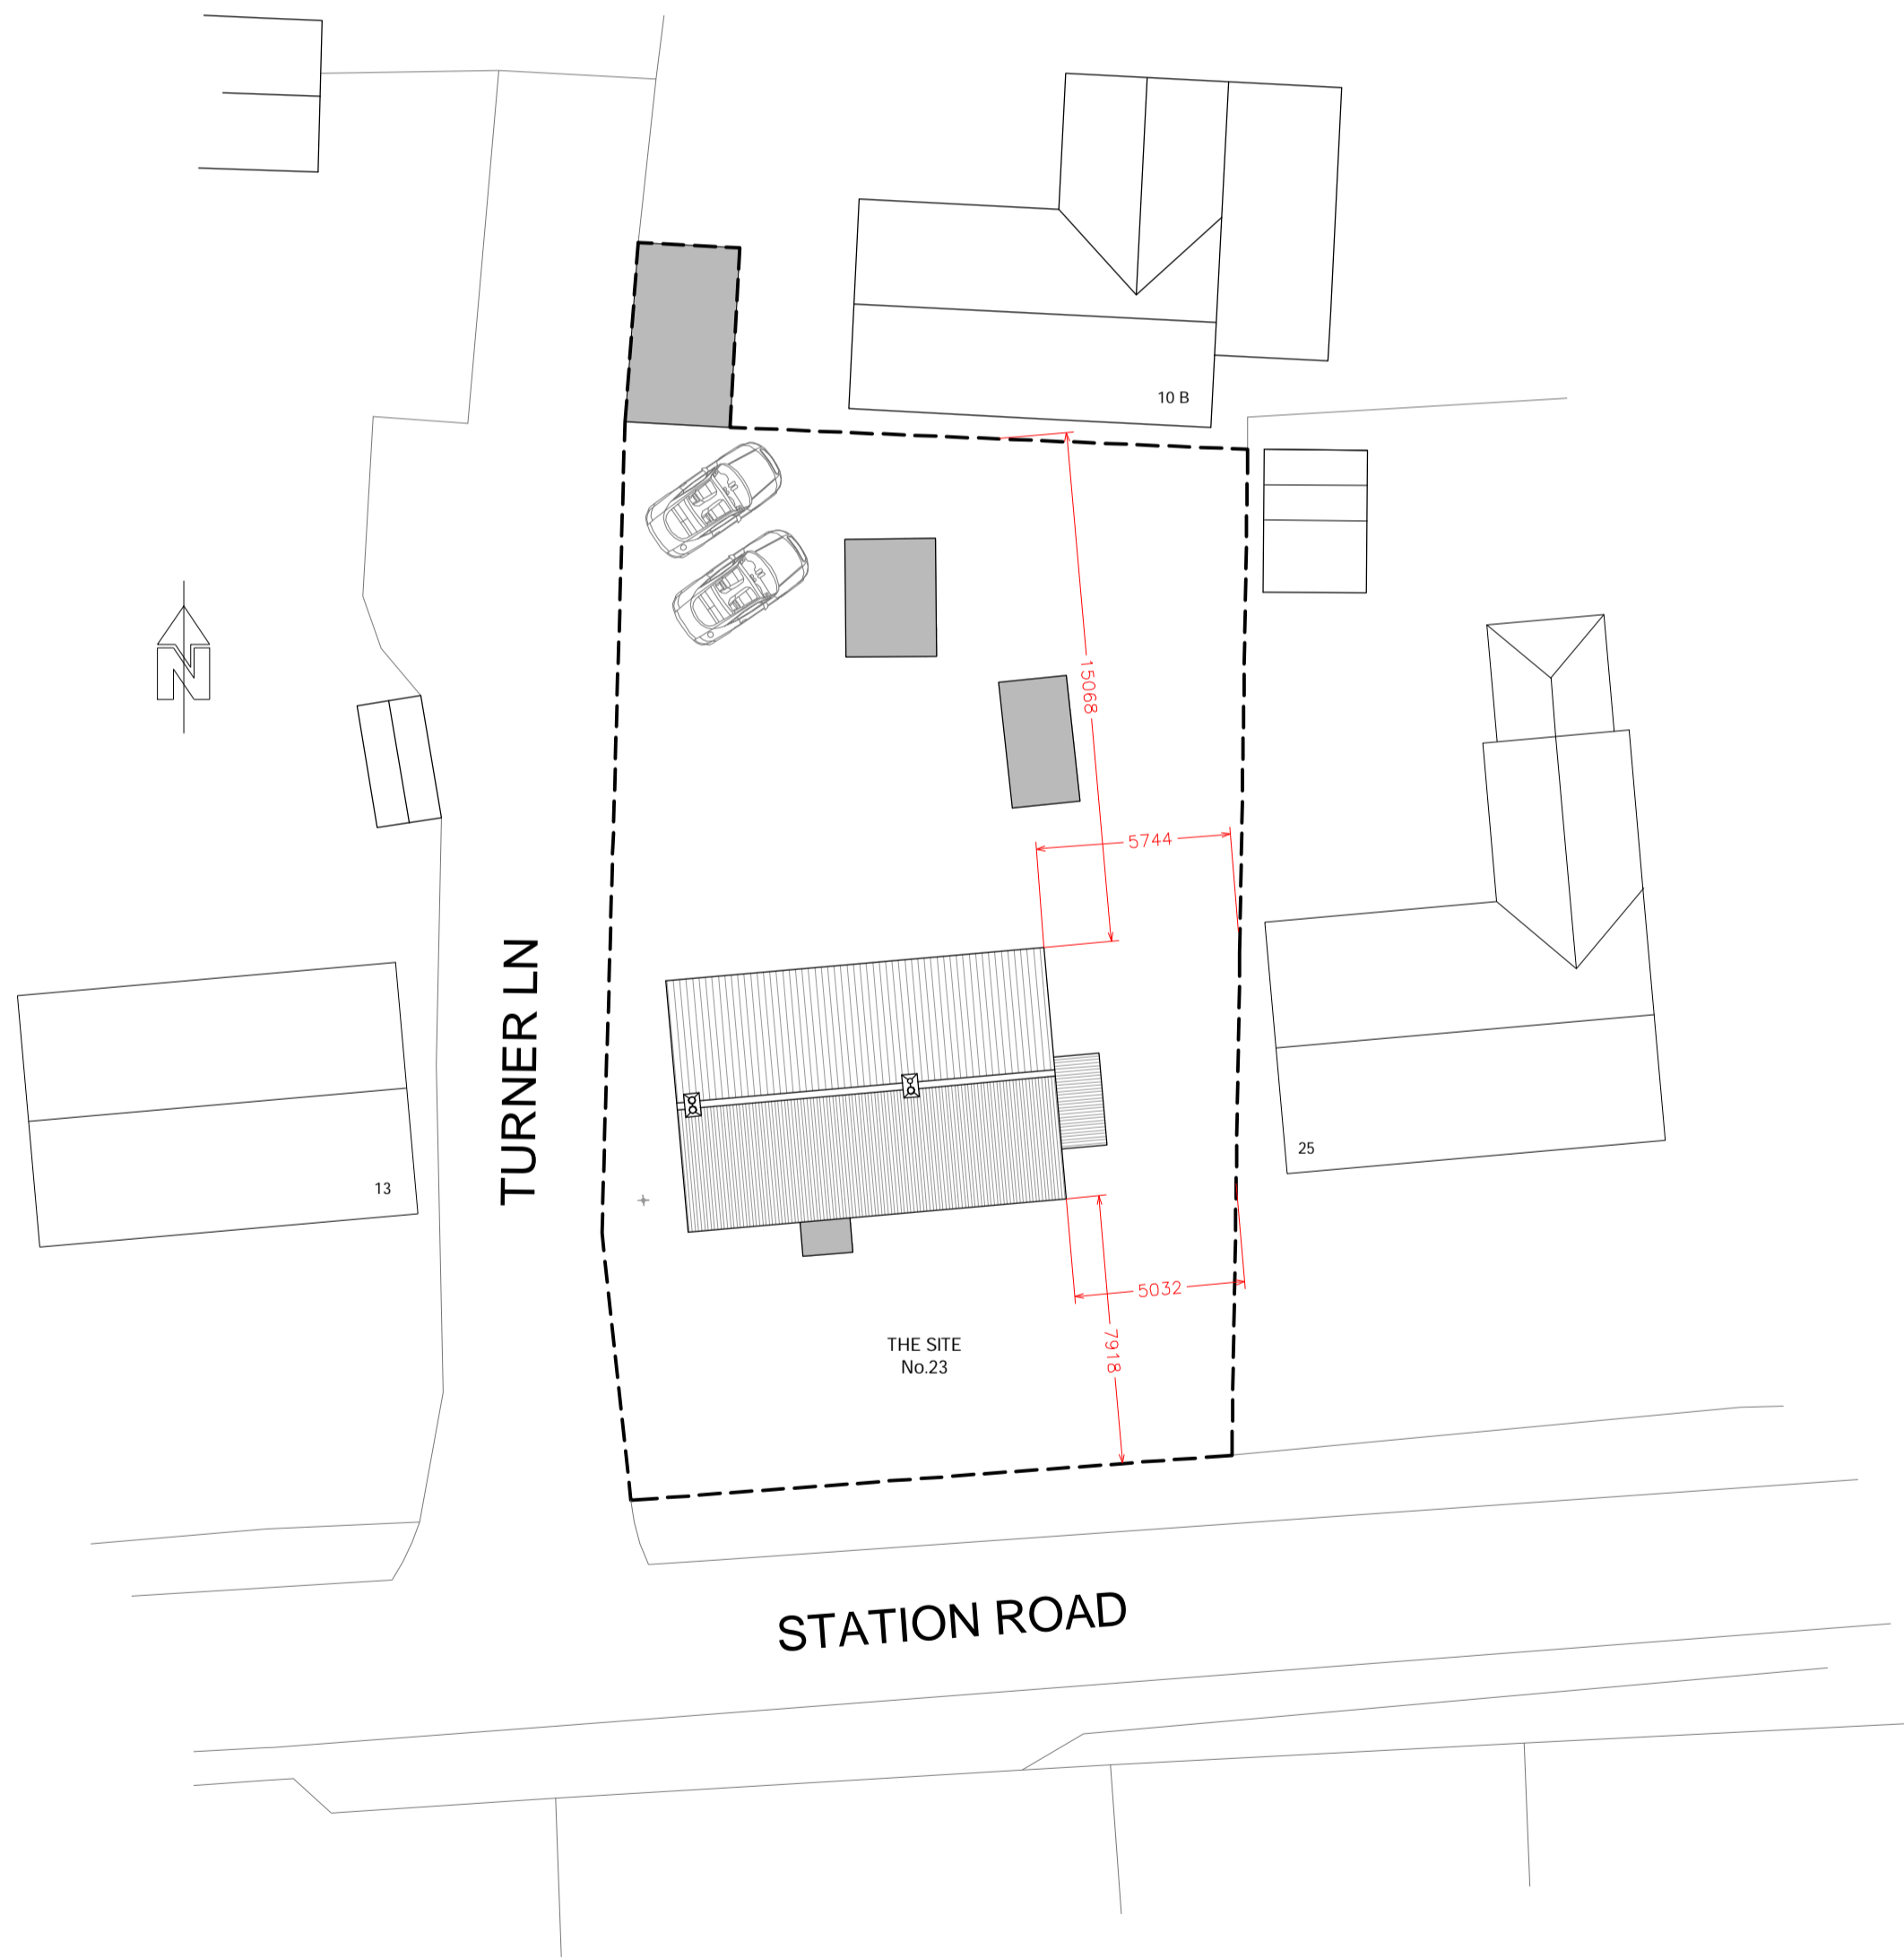 10 B
N
15068
5744
TURNER LN
13
25
5032
7918
THE SITE
No.23
STATION ROAD